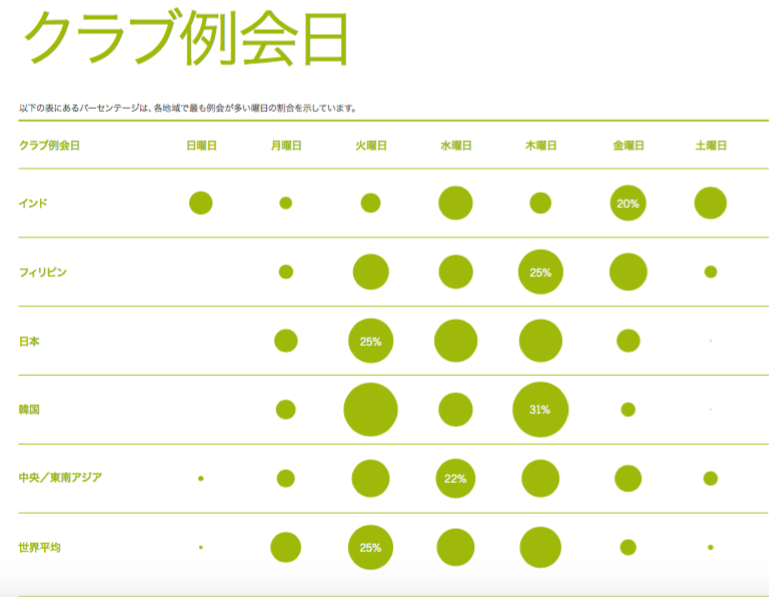 クラブ例会日
以下の表にあるパーセンテージは、各地域で最も例会が多い曜日の割合を示しています。
クラブ例会日 日曜日 月曜日 火曜日 水曜日 木曜日 金曜日 土曜日
インド 20%
フィリピン 25%
日本 25%
韓国 31%
中央／東南アジア 22%
世界平均 25%